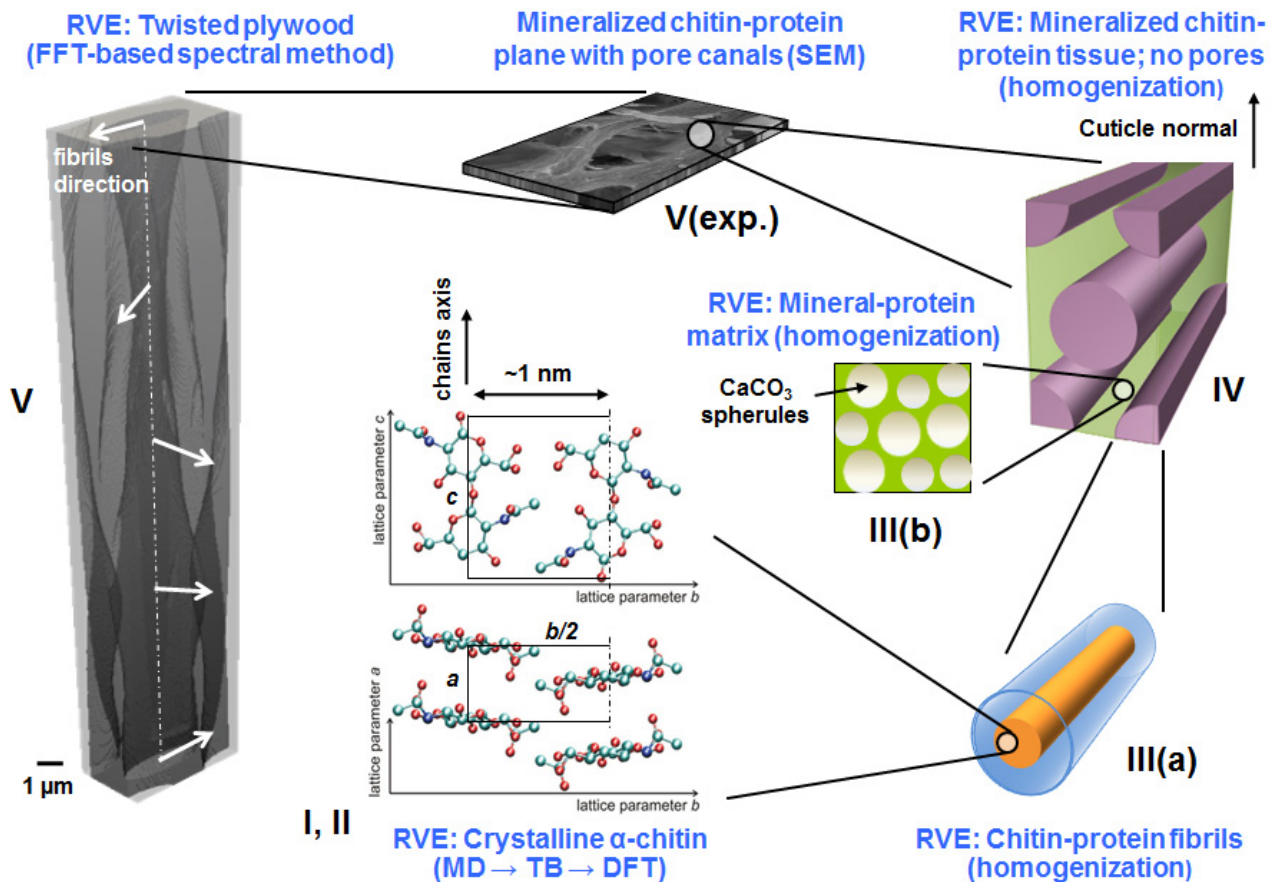 RVE: Twisted plywood
(FFT-based spectral method)
Mineralized chitin-protein
plane with pore canals (SEM)
RVE: Mineralized chitin-
protein tissue; no pores
(homogenization)
Cuticle normal
fibrils
direction
V(exp.)
RVE: Mineral-protein
matrix (homogenization)
CaCO₃
spherules
IV
III(b)
V
chains axis
~1 nm
lattice parameter c
c
lattice parameter b
b/2
a
lattice parameter a
lattice parameter b
1 µm
I, II
RVE: Crystalline α-chitin
(MD → TB → DFT)
III(a)
RVE: Chitin-protein fibrils
(homogenization)